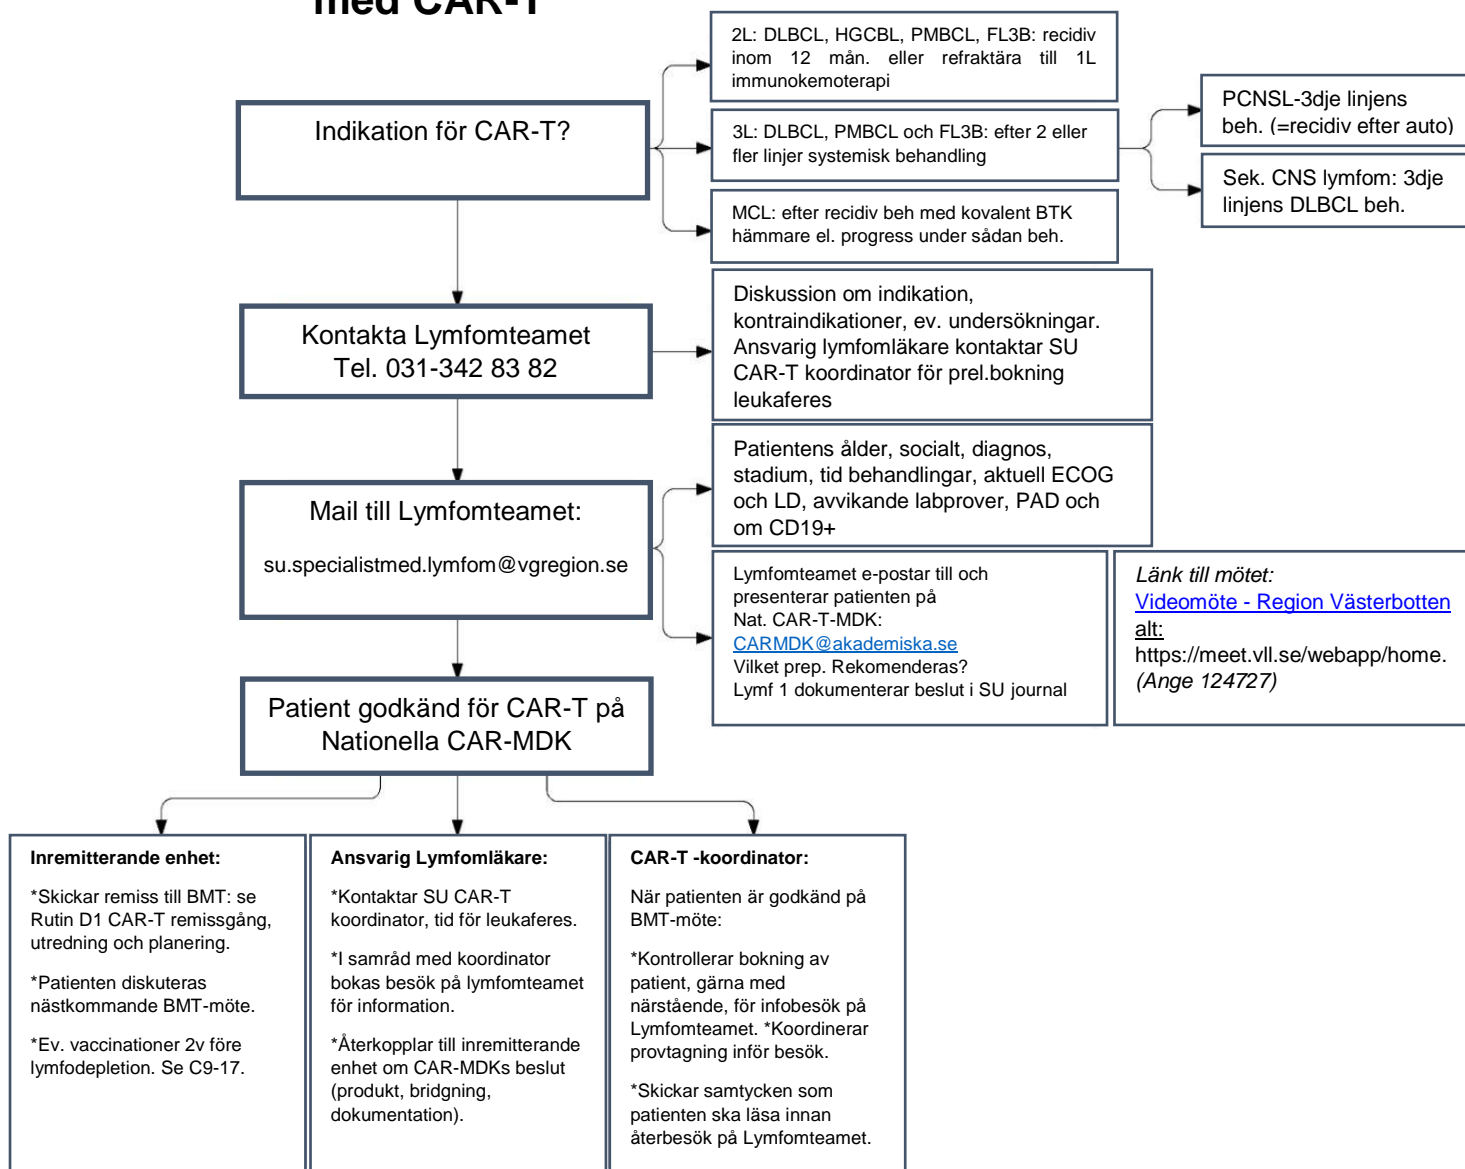 med CAR-T
Indikation för CAR-T?
2L: DLBCL, HGCBL, PMBCL, FL3B: recidiv
inom 12 mån. eller refraktära till 1L
immunokemoterapi
3L: DLBCL, PMBCL och FL3B: efter 2 eller
fler linjer systemisk behandling
MCL: efter recidiv beh med kovalent BTK
hämmare el. progress under sådan beh.
PCNSL-3dje linjens
beh. (=recidiv efter auto)
Sek. CNS lymfom: 3dje
linjens DLBCL beh.
Kontakta Lymfomteamet
Tel. 031-342 83 82
Diskussion om indikation,
kontraindikationer, ev. undersökningar.
Ansvarig lymfomläkare kontaktar SU
CAR-T koordinator för prel.bokning
leukaferes
Mail till Lymfomteamet:
su.specialistmed.lymfom@vgregion.se
Patientens ålder, socialt, diagnos,
stadium, tid behandlingar, aktuell ECOG
och LD, avvikande labprover, PAD och
om CD19+
Lymfomteamet e-postar till och
presenterar patienten på
Nat. CAR-T-MDK:
CARMDK@akademiska.se
Vilket prep. Rekomenderas?
Lymf 1 dokumenterar beslut i SU journal
Länk till mötet:
Videomöte - Region Västerbotten
alt:
https://meet.vll.se/webapp/home.
(Ange 124727)
Patient godkänd för CAR-T på
Nationella CAR-MDK
Inremitterande enhet:
*Skickar remiss till BMT: se
Rutin D1 CAR-T remissgång,
utredning och planering.
*Patienten diskuteras
nästkommande BMT-möte.
*Ev. vaccinationer 2v före
lymfodepletion. Se C9-17.
Ansvarig Lymfomläkare:
*Kontaktar SU CAR-T
koordinator, tid för leukaferes.
*I samråd med koordinator
bokas besök på lymfomteamet
för information.
*Återkopplar till inremitterande
enhet om CAR-MDKs beslut
(produkt, bridgning,
dokumentation).
CAR-T -koordinator:
När patienten är godkänd på
BMT-möte:
*Kontrollerar bokning av
patient, gärna med
närstående, för infobesök på
Lymfomteamet. *Koordinerar
provtagning inför besök.
*Skickar samtycken som
patienten ska läsa innan
återbesök på Lymfomteamet.